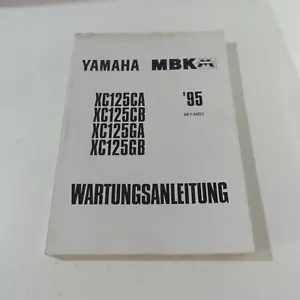 YAMAHA MBK
XC125CA '95
XC125CB
XC125GA
XC125GB
WARTUNGSANLEITUNG